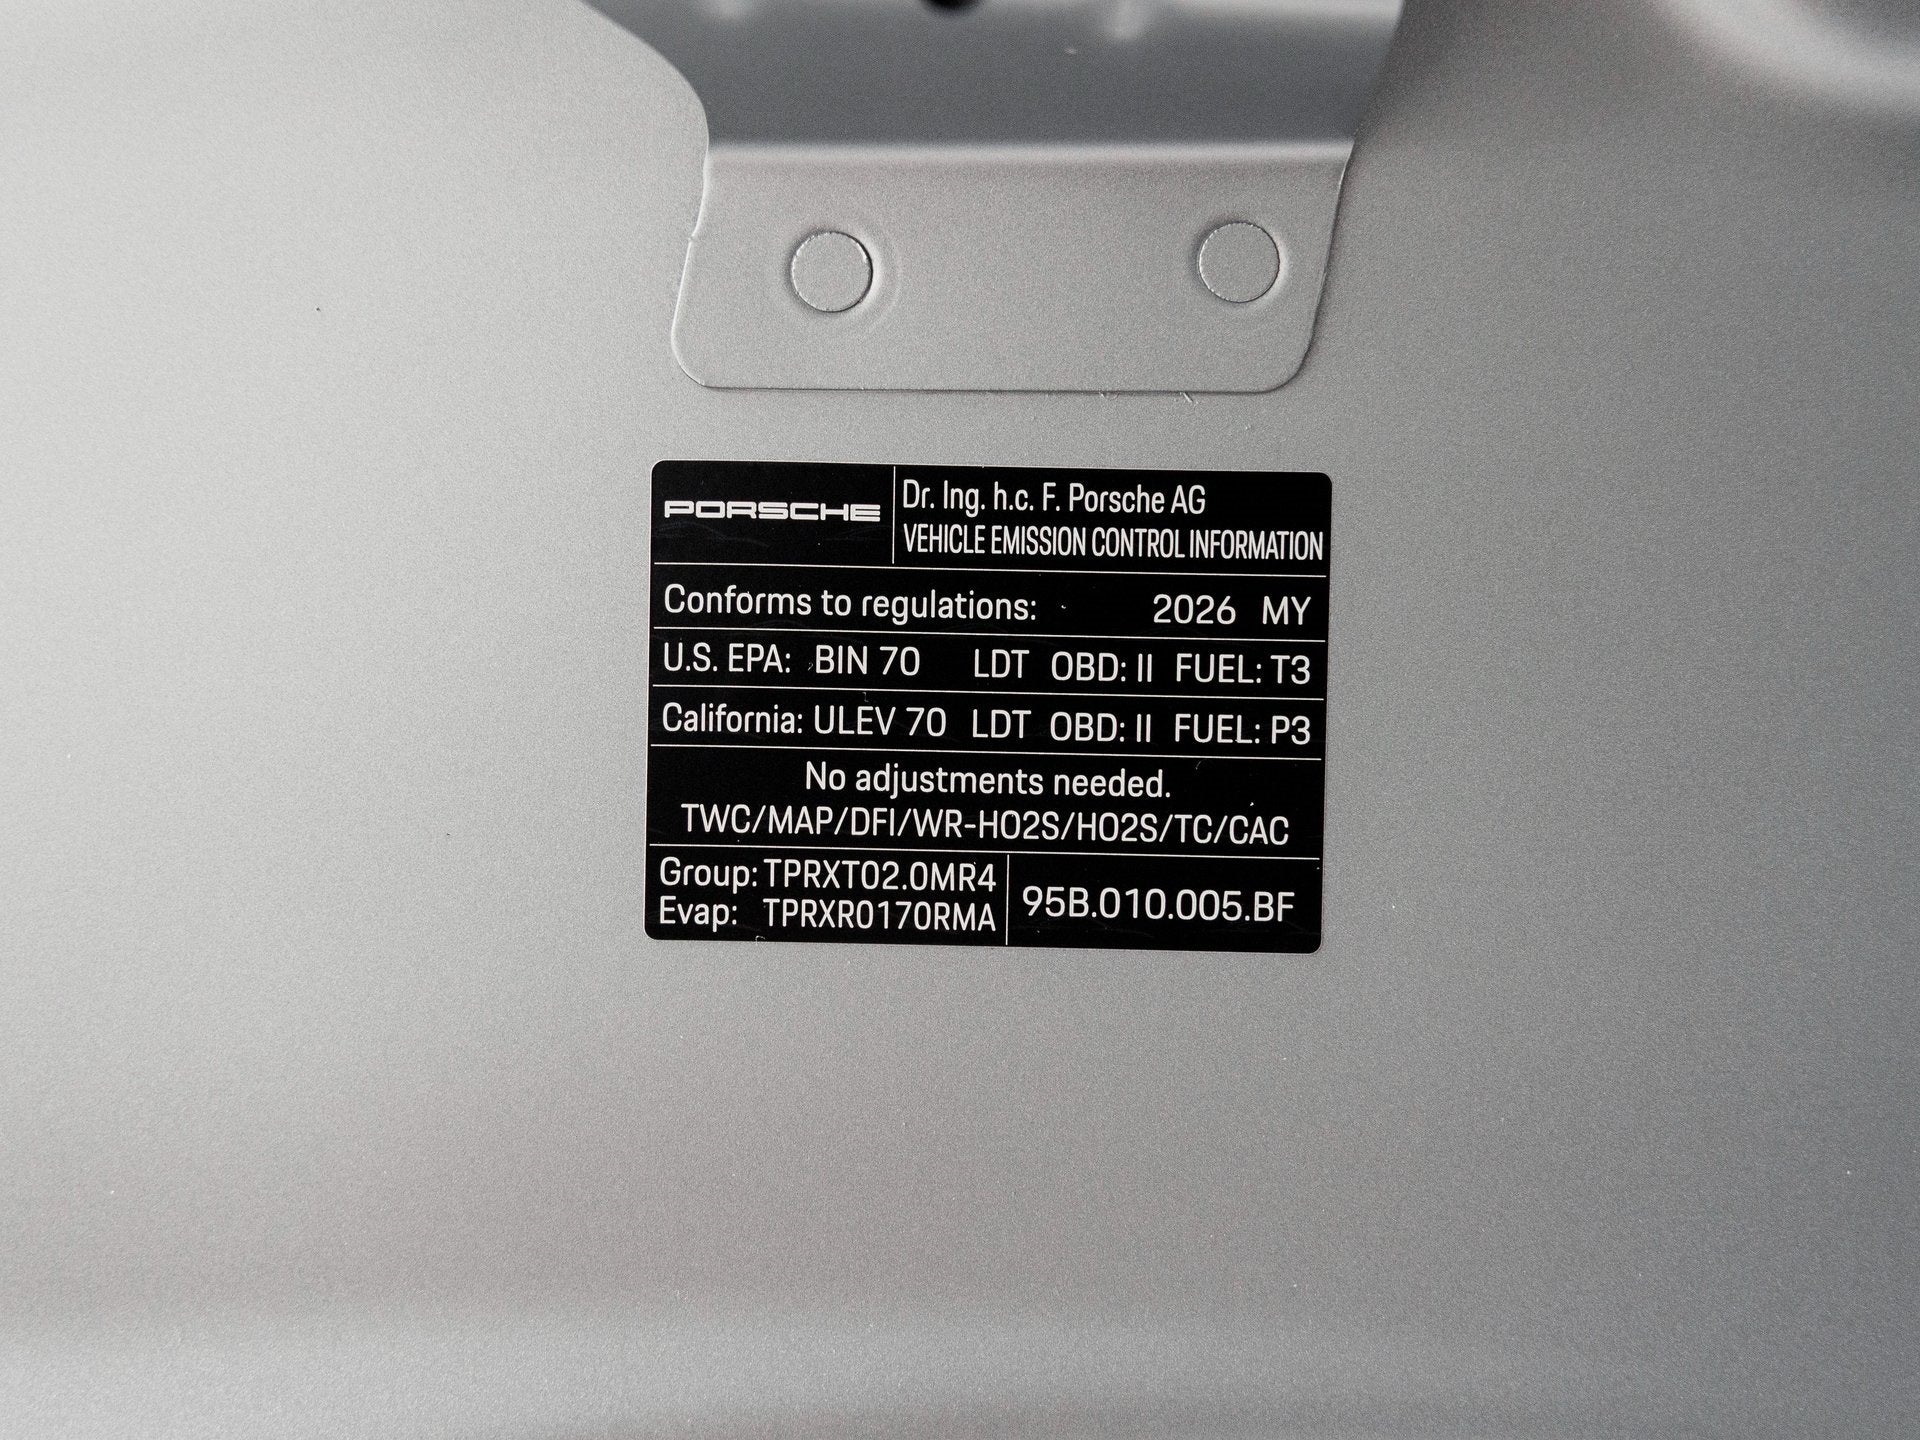 PORSCHE
Dr. Ing. h.c. F. Porsche AG
VEHICLE EMISSION CONTROL INFORMATION
Conforms to regulations: 2026 MY
U.S. EPA: BIN 70 LDT OBD: II FUEL: T3
California: ULEV 70 LDT OBD: II FUEL: P3
No adjustments needed.
TWC/MAP/DFI/WR-HO2S/HO2S/TC/CAC
Group: TPRXT02.0MR4
Evap: TPRXR0170RMA
95B.010.005.BF